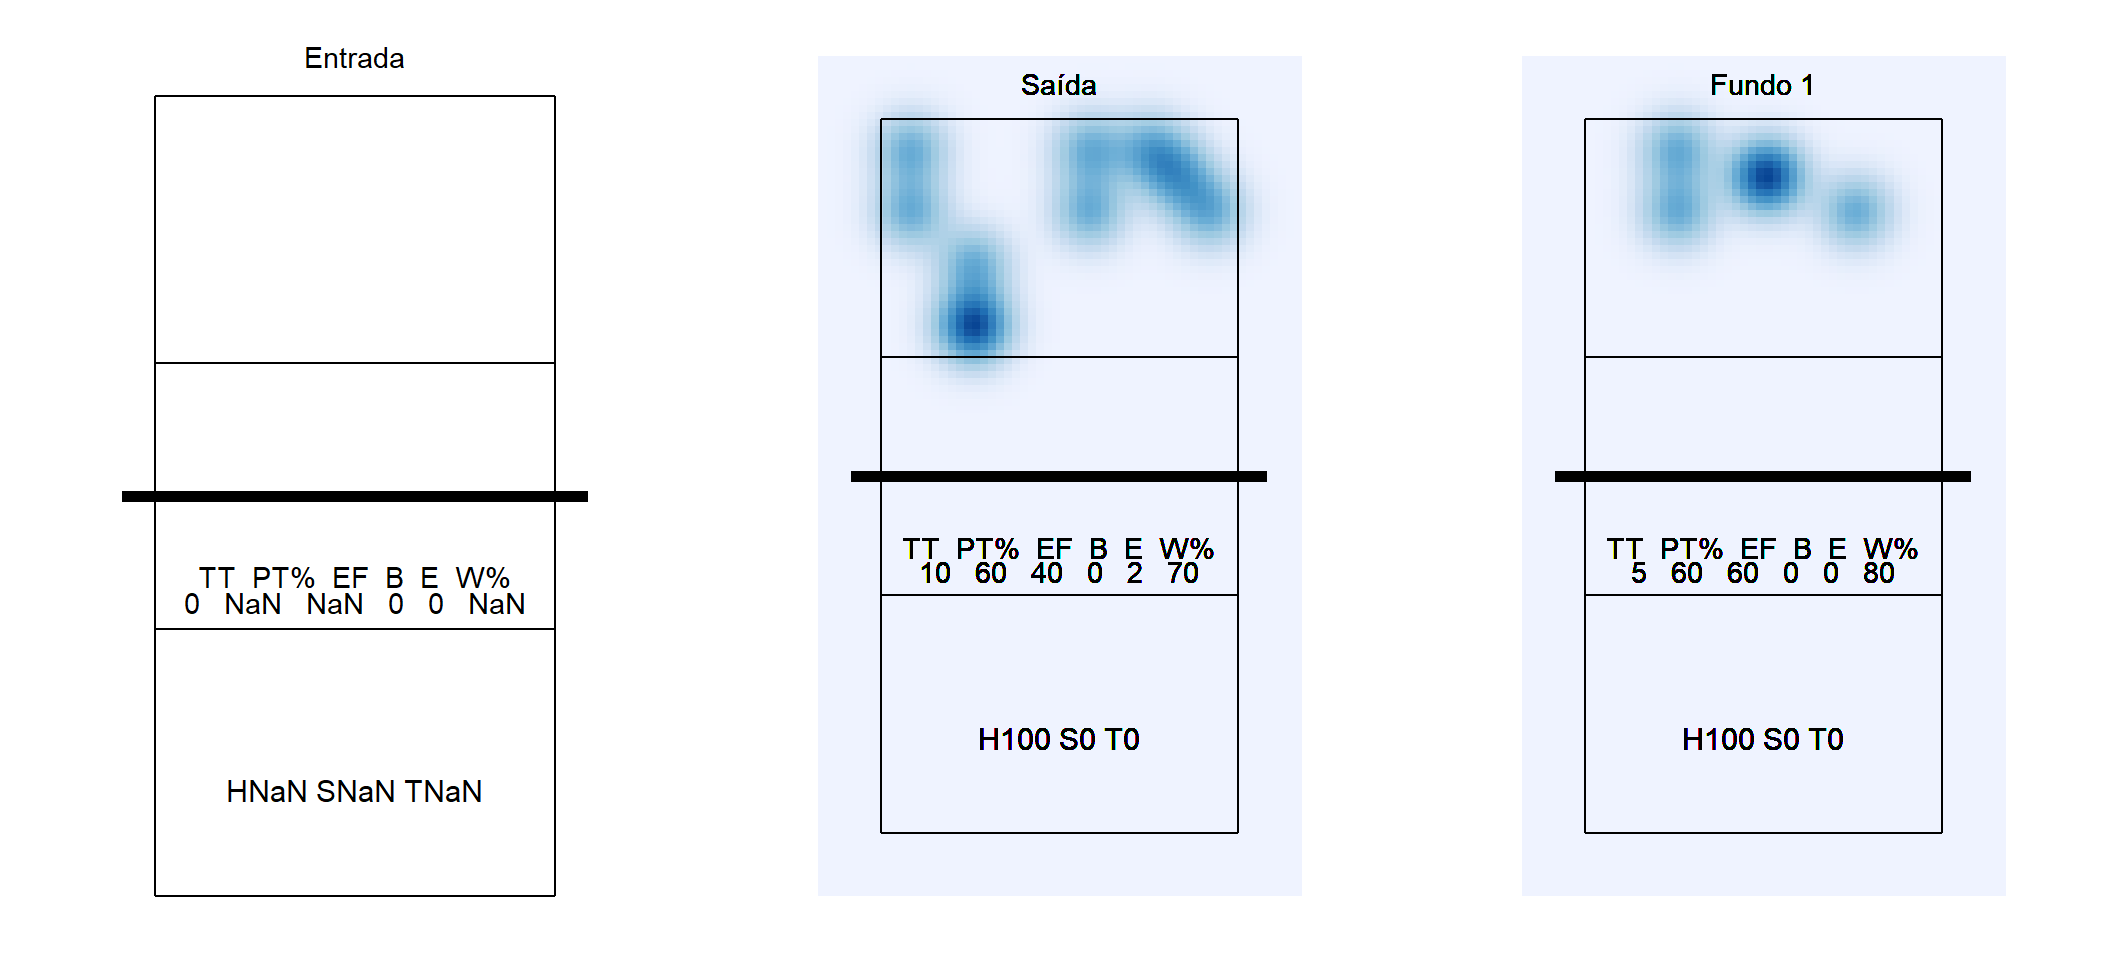 Entrada
TT PT% EF B E W%
0 NaN NaN 0 0 NaN
HNaN SNaN TNaN
Saída
TT PT% EF B E W%
10 60 40 0 2 70
H100 S0 T0
Fundo 1
TT PT% EF B E W%
5 60 60 0 0 80
H100 S0 T0